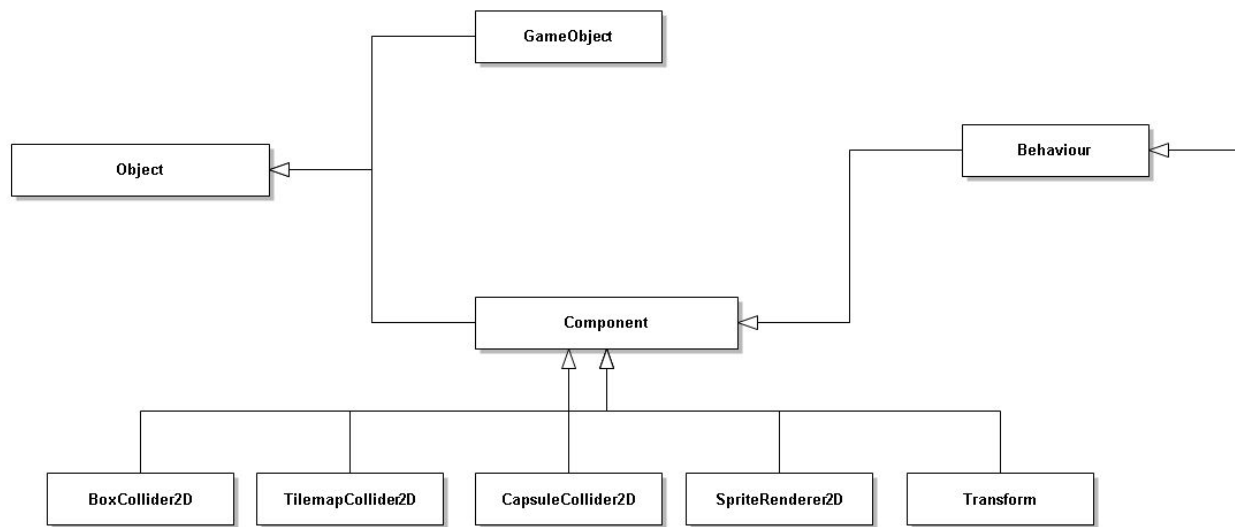 GameObject
Behaviour
Object
Component
BoxCollider2D
TilemapCollider2D
CapsuleCollider2D
SpriteRenderer2D
Transform